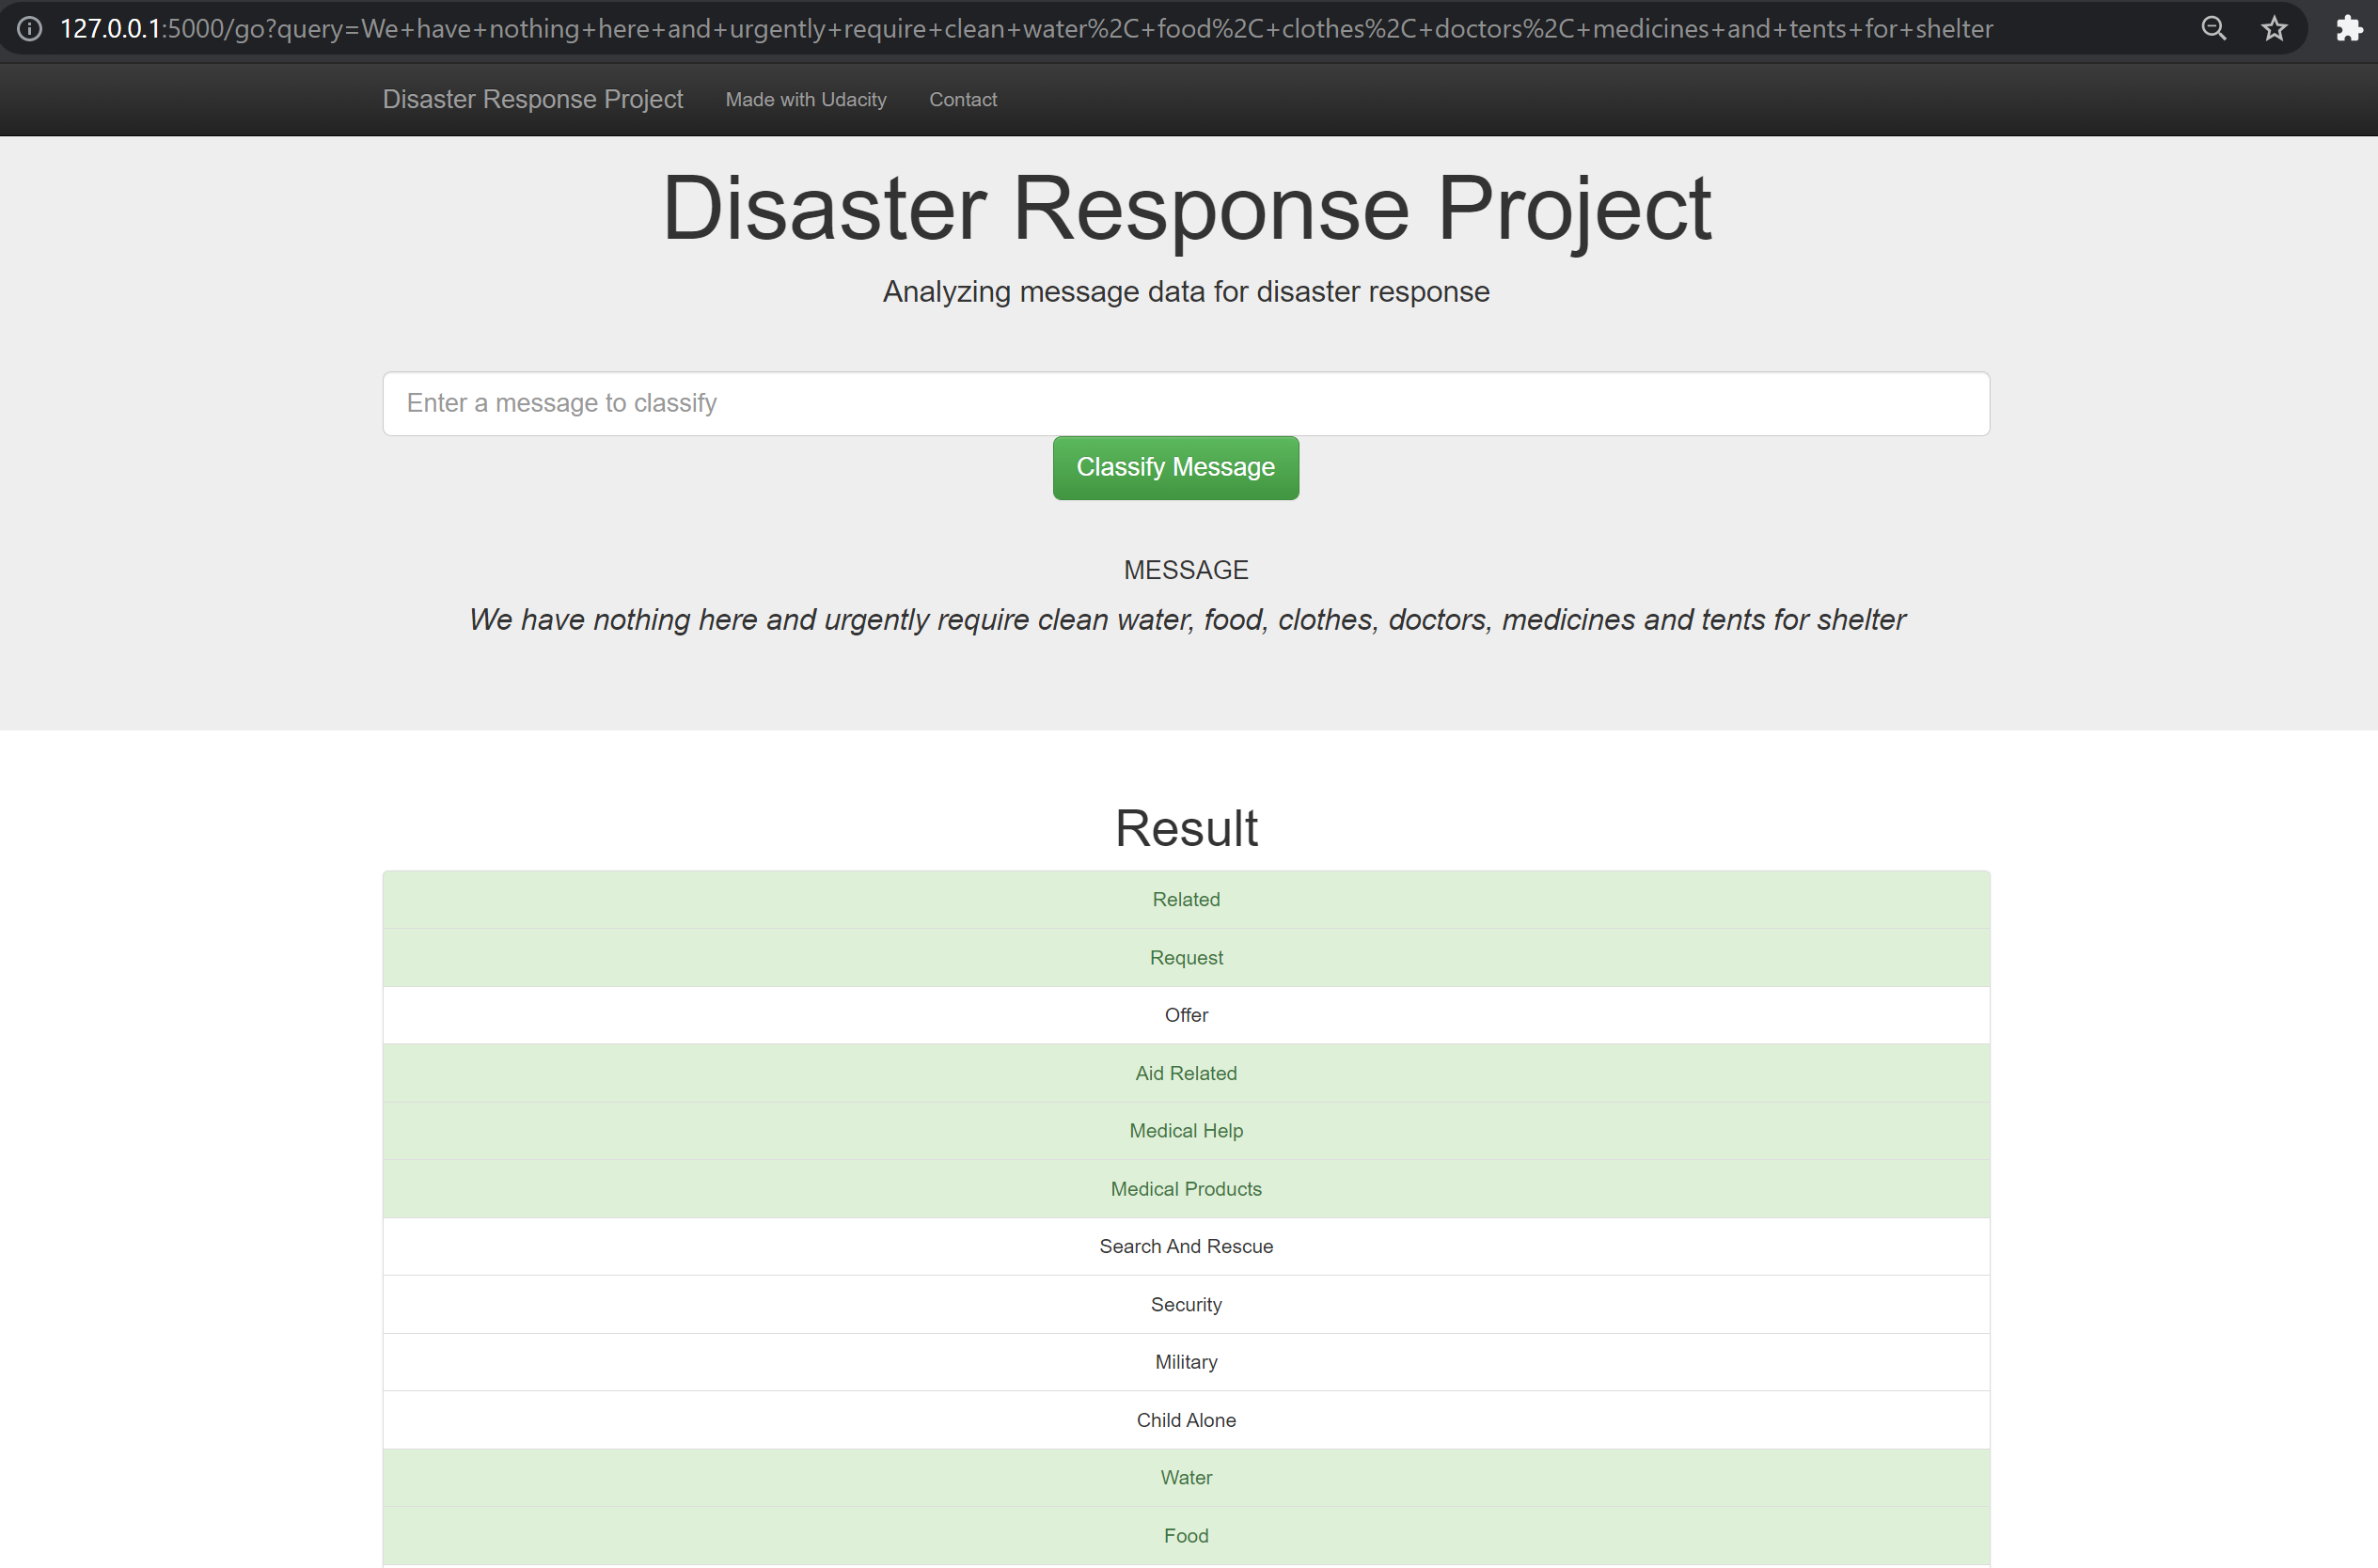 127.0.0.1:5000/go?query=We+have+nothing+here+and+urgently+require+clean+water%2C+food%2C+clothes%2C+doctors%2C+medicines+and+tents+for+shelter
Disaster Response Project Made with Udacity Contact
Disaster Response Project
Analyzing message data for disaster response
Enter a message to classify
Classify Message
MESSAGE
We have nothing here and urgently require clean water, food, clothes, doctors, medicines and tents for shelter
Result
Related
Request
Offer
Aid Related
Medical Help
Medical Products
Search And Rescue
Security
Military
Child Alone
Water
Food